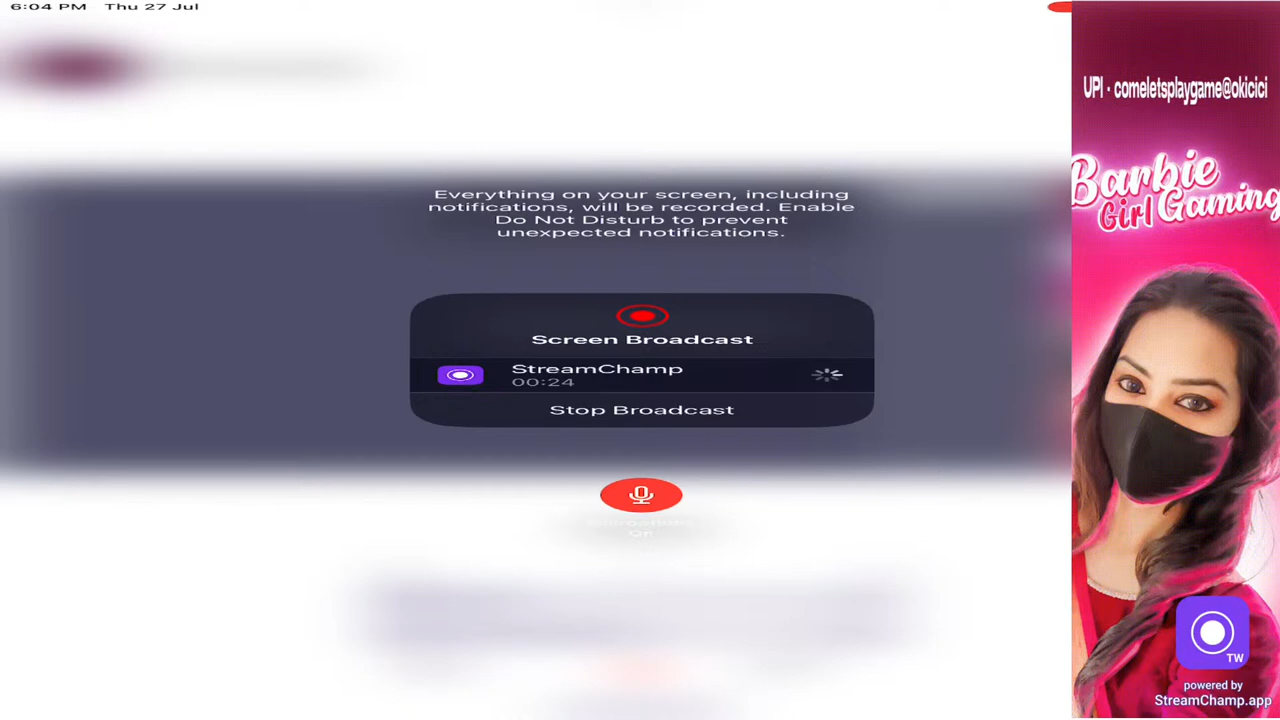 6:04 PM Thu 27 Jul
UPI - comeletsplaygame@okicici
Barbie
Girl Gaming
Everything on your screen, including
notifications, will be recorded. Enable
Do Not Disturb to prevent
unexpected notifications.
Screen Broadcast
StreamChamp
00:24
Stop Broadcast
On
TW
powered by
StreamChamp.app